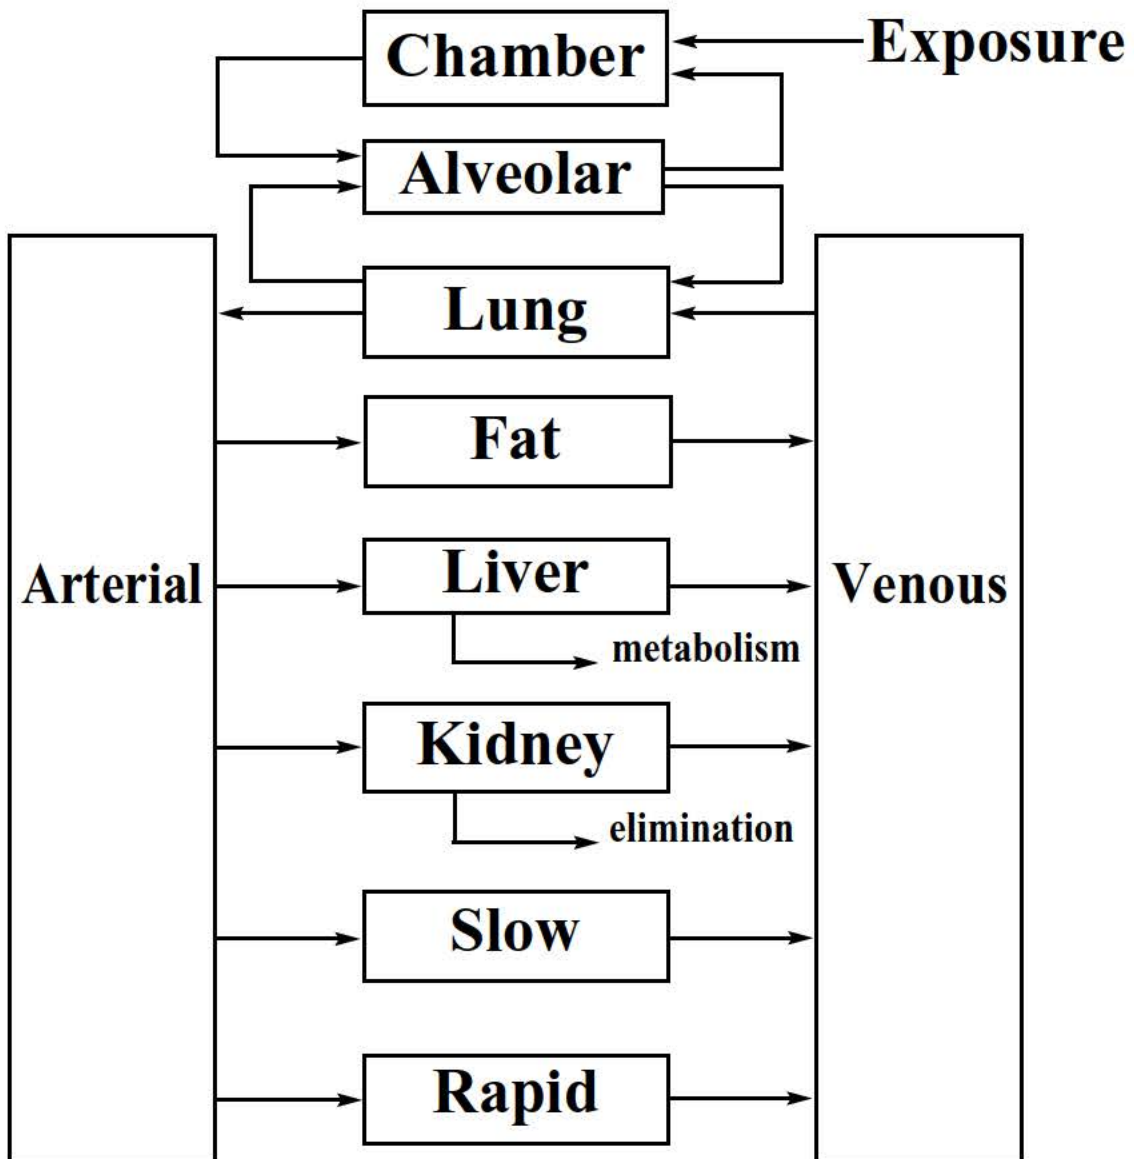 Chamber
Exposure
Alveolar
Lung
Fat
Arterial
Liver
Venous
metabolism
Kidney
elimination
Slow
Rapid